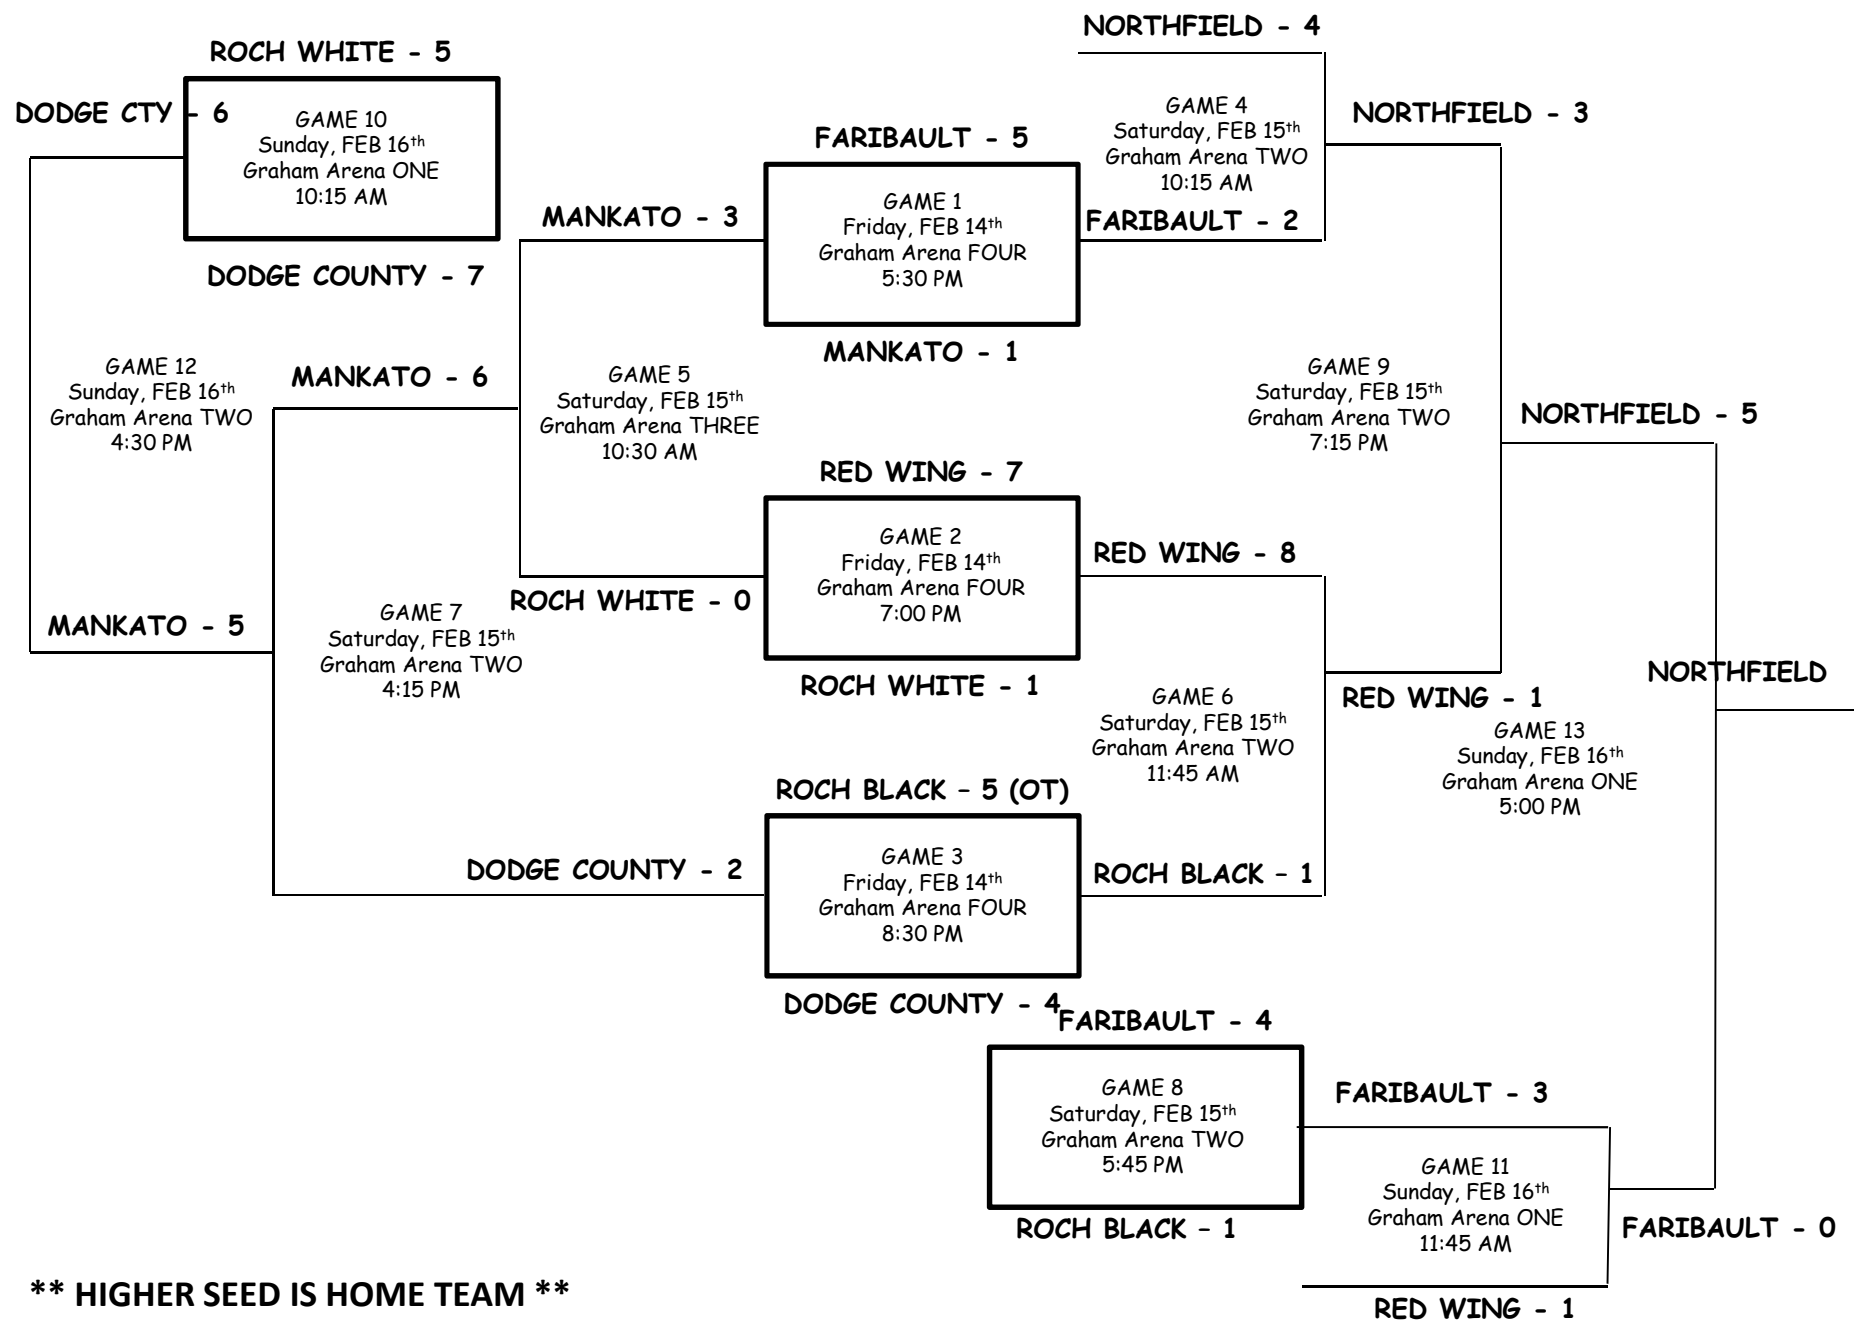 NORTHFIELD - 4
ROCH WHITE - 5
DODGE CTY - 6
GAME 10
Sunday, FEB 16th
Graham Arena ONE
10:15 AM
DODGE COUNTY - 7
FARIBAULT - 5
GAME 1
Friday, FEB 14th
Graham Arena FOUR
5:30 PM
MANKATO - 1
GAME 4
Saturday, FEB 15th
Graham Arena TWO
10:15 AM
FARIBAULT - 2
NORTHFIELD - 3
MANKATO - 3
GAME 12
Sunday, FEB 16th
Graham Arena TWO
4:30 PM
MANKATO - 6
GAME 5
Saturday, FEB 15th
Graham Arena THREE
10:30 AM
GAME 9
Saturday, FEB 15th
Graham Arena TWO
7:15 PM
NORTHFIELD - 5
RED WING - 7
GAME 2
Friday, FEB 14th
Graham Arena FOUR
7:00 PM
ROCH WHITE - 1
RED WING - 8
ROCH WHITE - 0
MANKATO - 5
GAME 7
Saturday, FEB 15th
Graham Arena TWO
4:15 PM
GAME 6
Saturday, FEB 15th
Graham Arena TWO
11:45 AM
RED WING - 1
NORTHFIELD
GAME 13
Sunday, FEB 16th
Graham Arena ONE
5:00 PM
ROCH BLACK – 5 (OT)
DODGE COUNTY - 2
GAME 3
Friday, FEB 14th
Graham Arena FOUR
8:30 PM
ROCH BLACK – 1
DODGE COUNTY - 4
FARIBAULT - 4
GAME 8
Saturday, FEB 15th
Graham Arena TWO
5:45 PM
ROCH BLACK – 1
FARIBAULT - 3
GAME 11
Sunday, FEB 16th
Graham Arena ONE
11:45 AM
FARIBAULT - 0
RED WING - 1
** HIGHER SEED IS HOME TEAM **